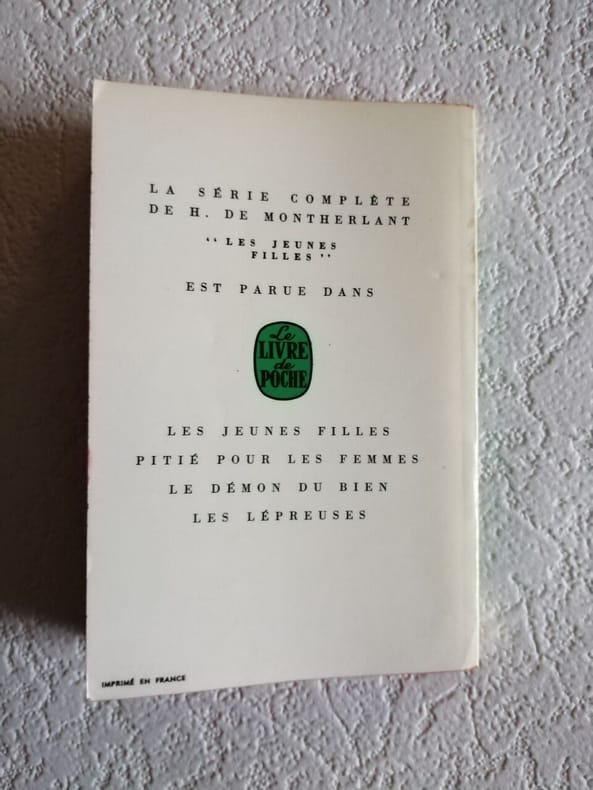 LA SÉRIE COMPLÈTE
DE H. DE MONTHERLANT
“LES JEUNES
FILLES”
EST PARUE DANS
Le
LIVRE
de
POCHE
LES JEUNES FILLES
PITIÉ POUR LES FEMMES
LE DÉMON DU BIEN
LES LÉPREUSES
IMPRIMÉ EN FRANCE